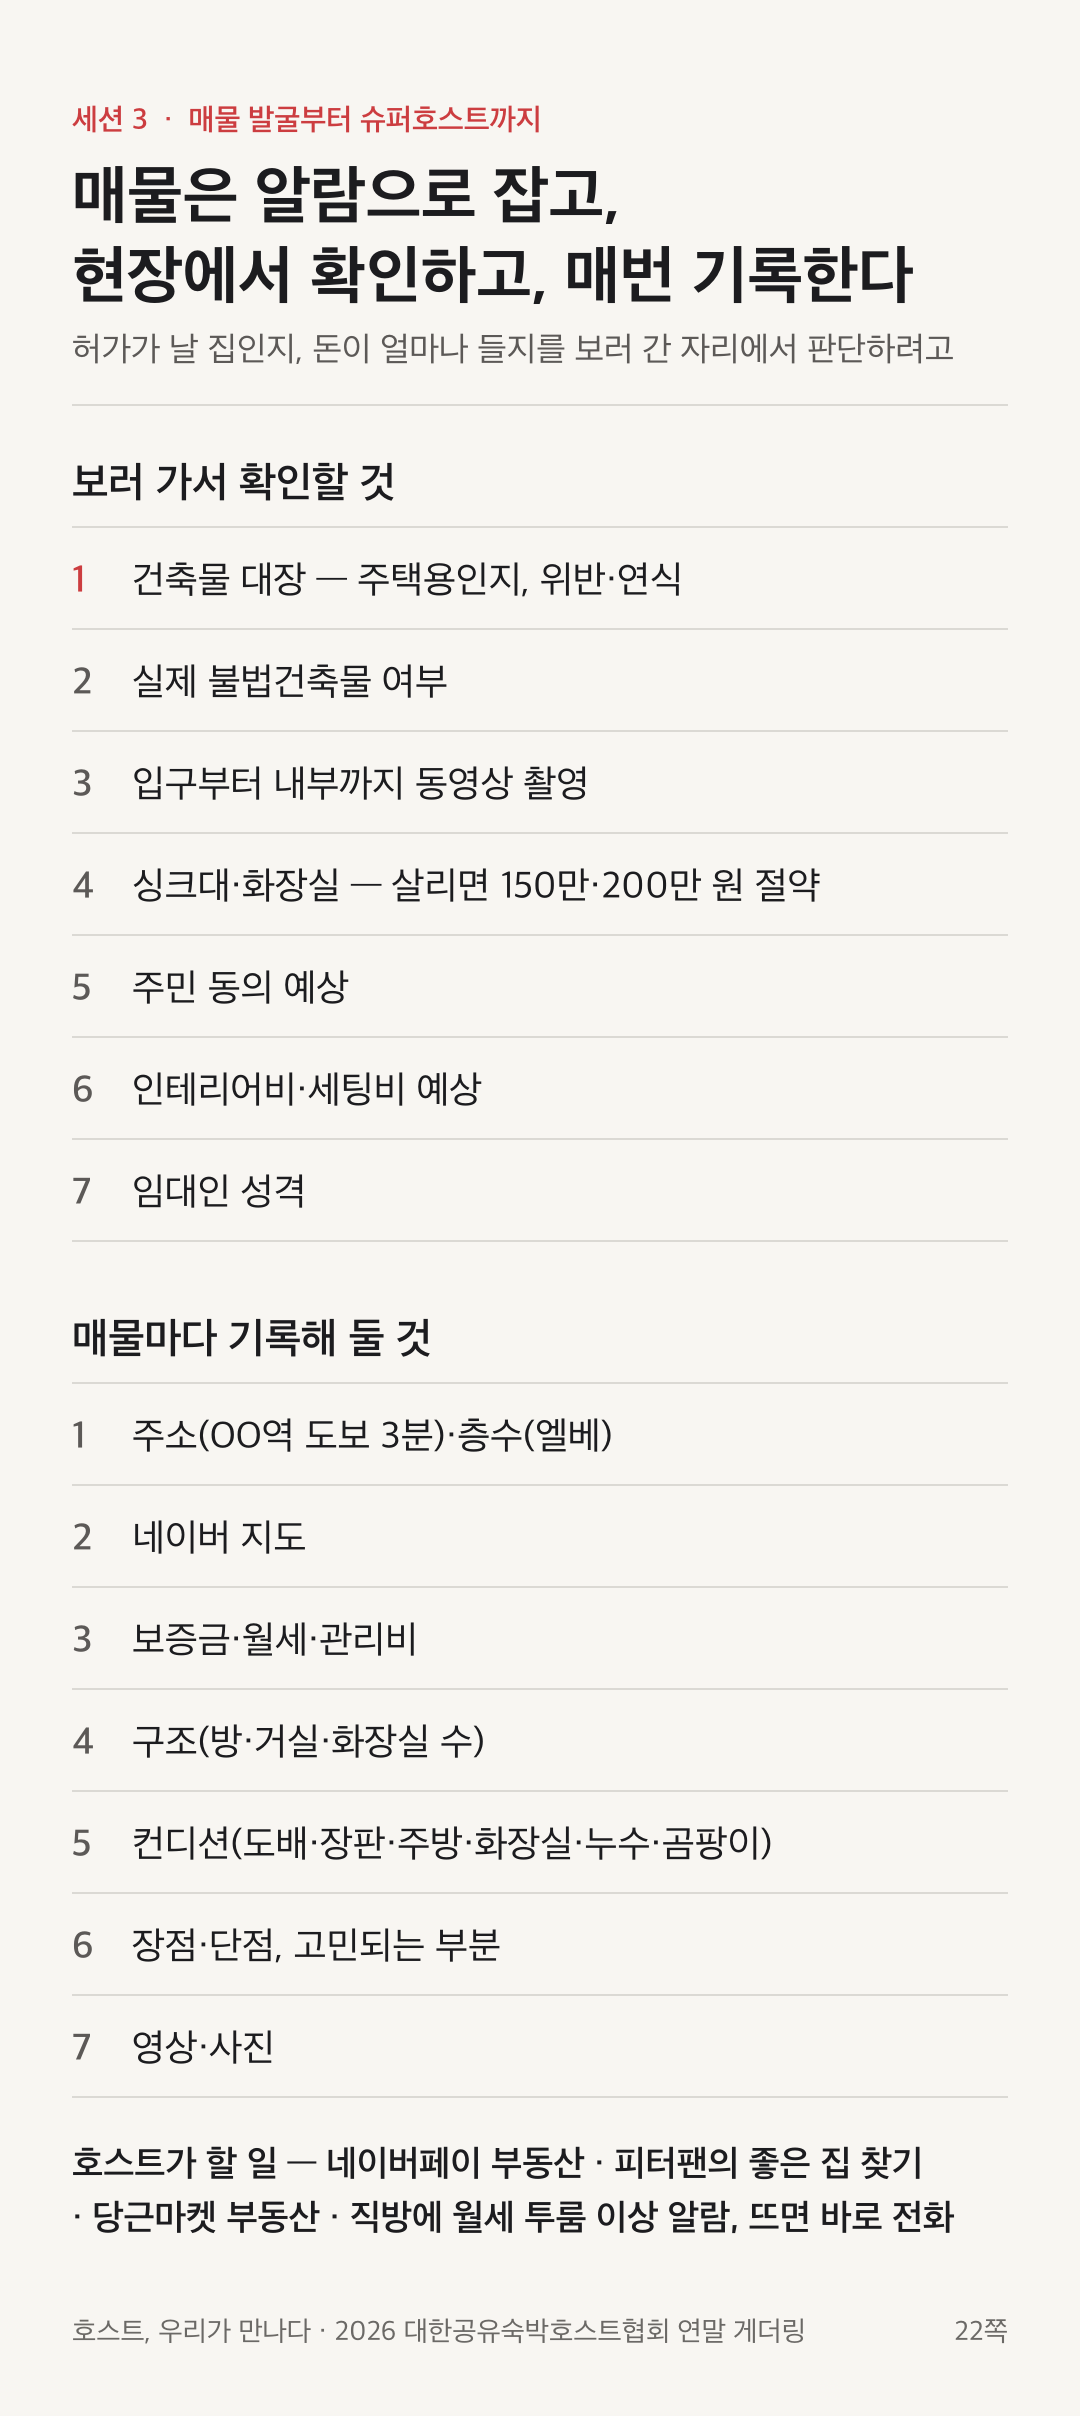 세션 3 · 매물 발굴부터 슈퍼호스트까지
매물은 알람으로 잡고,
현장에서 확인하고, 매번 기록한다
허가가 날 집인지, 돈이 얼마나 들지를 보러 간 자리에서 판단하려고
보러 가서 확인할 것
1 건축물 대장 — 주택용인지, 위반·연식
2 실제 불법건축물 여부
3 입구부터 내부까지 동영상 촬영
4 싱크대·화장실 — 살리면 150만·200만 원 절약
5 주민 동의 예상
6 인테리어비·세팅비 예상
7 임대인 성격
매물마다 기록해 둘 것
1 주소(OO역 도보 3분)·층수(엘베)
2 네이버 지도
3 보증금·월세·관리비
4 구조(방·거실·화장실 수)
5 컨디션(도배·장판·주방·화장실·누수·곰팡이)
6 장점·단점, 고민되는 부분
7 영상·사진
호스트가 할 일 — 네이버페이 부동산 · 피터팬의 좋은 집 찾기
· 당근마켓 부동산 · 직방에 월세 투룸 이상 알람, 뜨면 바로 전화
호스트, 우리가 만나다 · 2026 대한공유숙박호스트협회 연말 게더링 22쪽